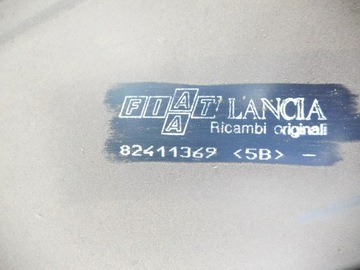 FIAT LANCIA
A
Ricambi originali
82411369 <5B> -